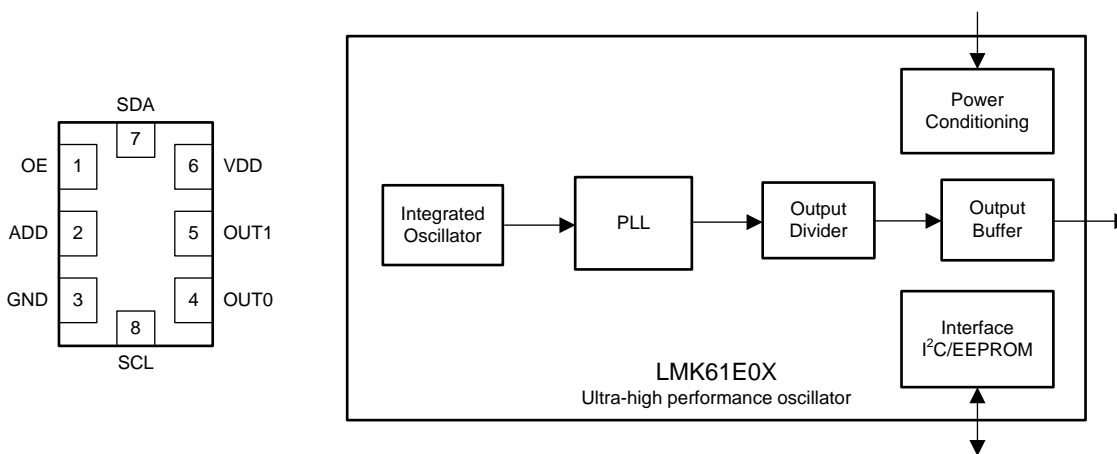 SDA
7
OE
1
6
VDD
ADD
2
5
OUT1
GND
3
4
OUT0
8
SCL
Power
Conditioning
Integrated
Oscillator
PLL
Output
Divider
Output
Buffer
Interface
I²C/EEPROM
LMK61E0X
Ultra-high performance oscillator